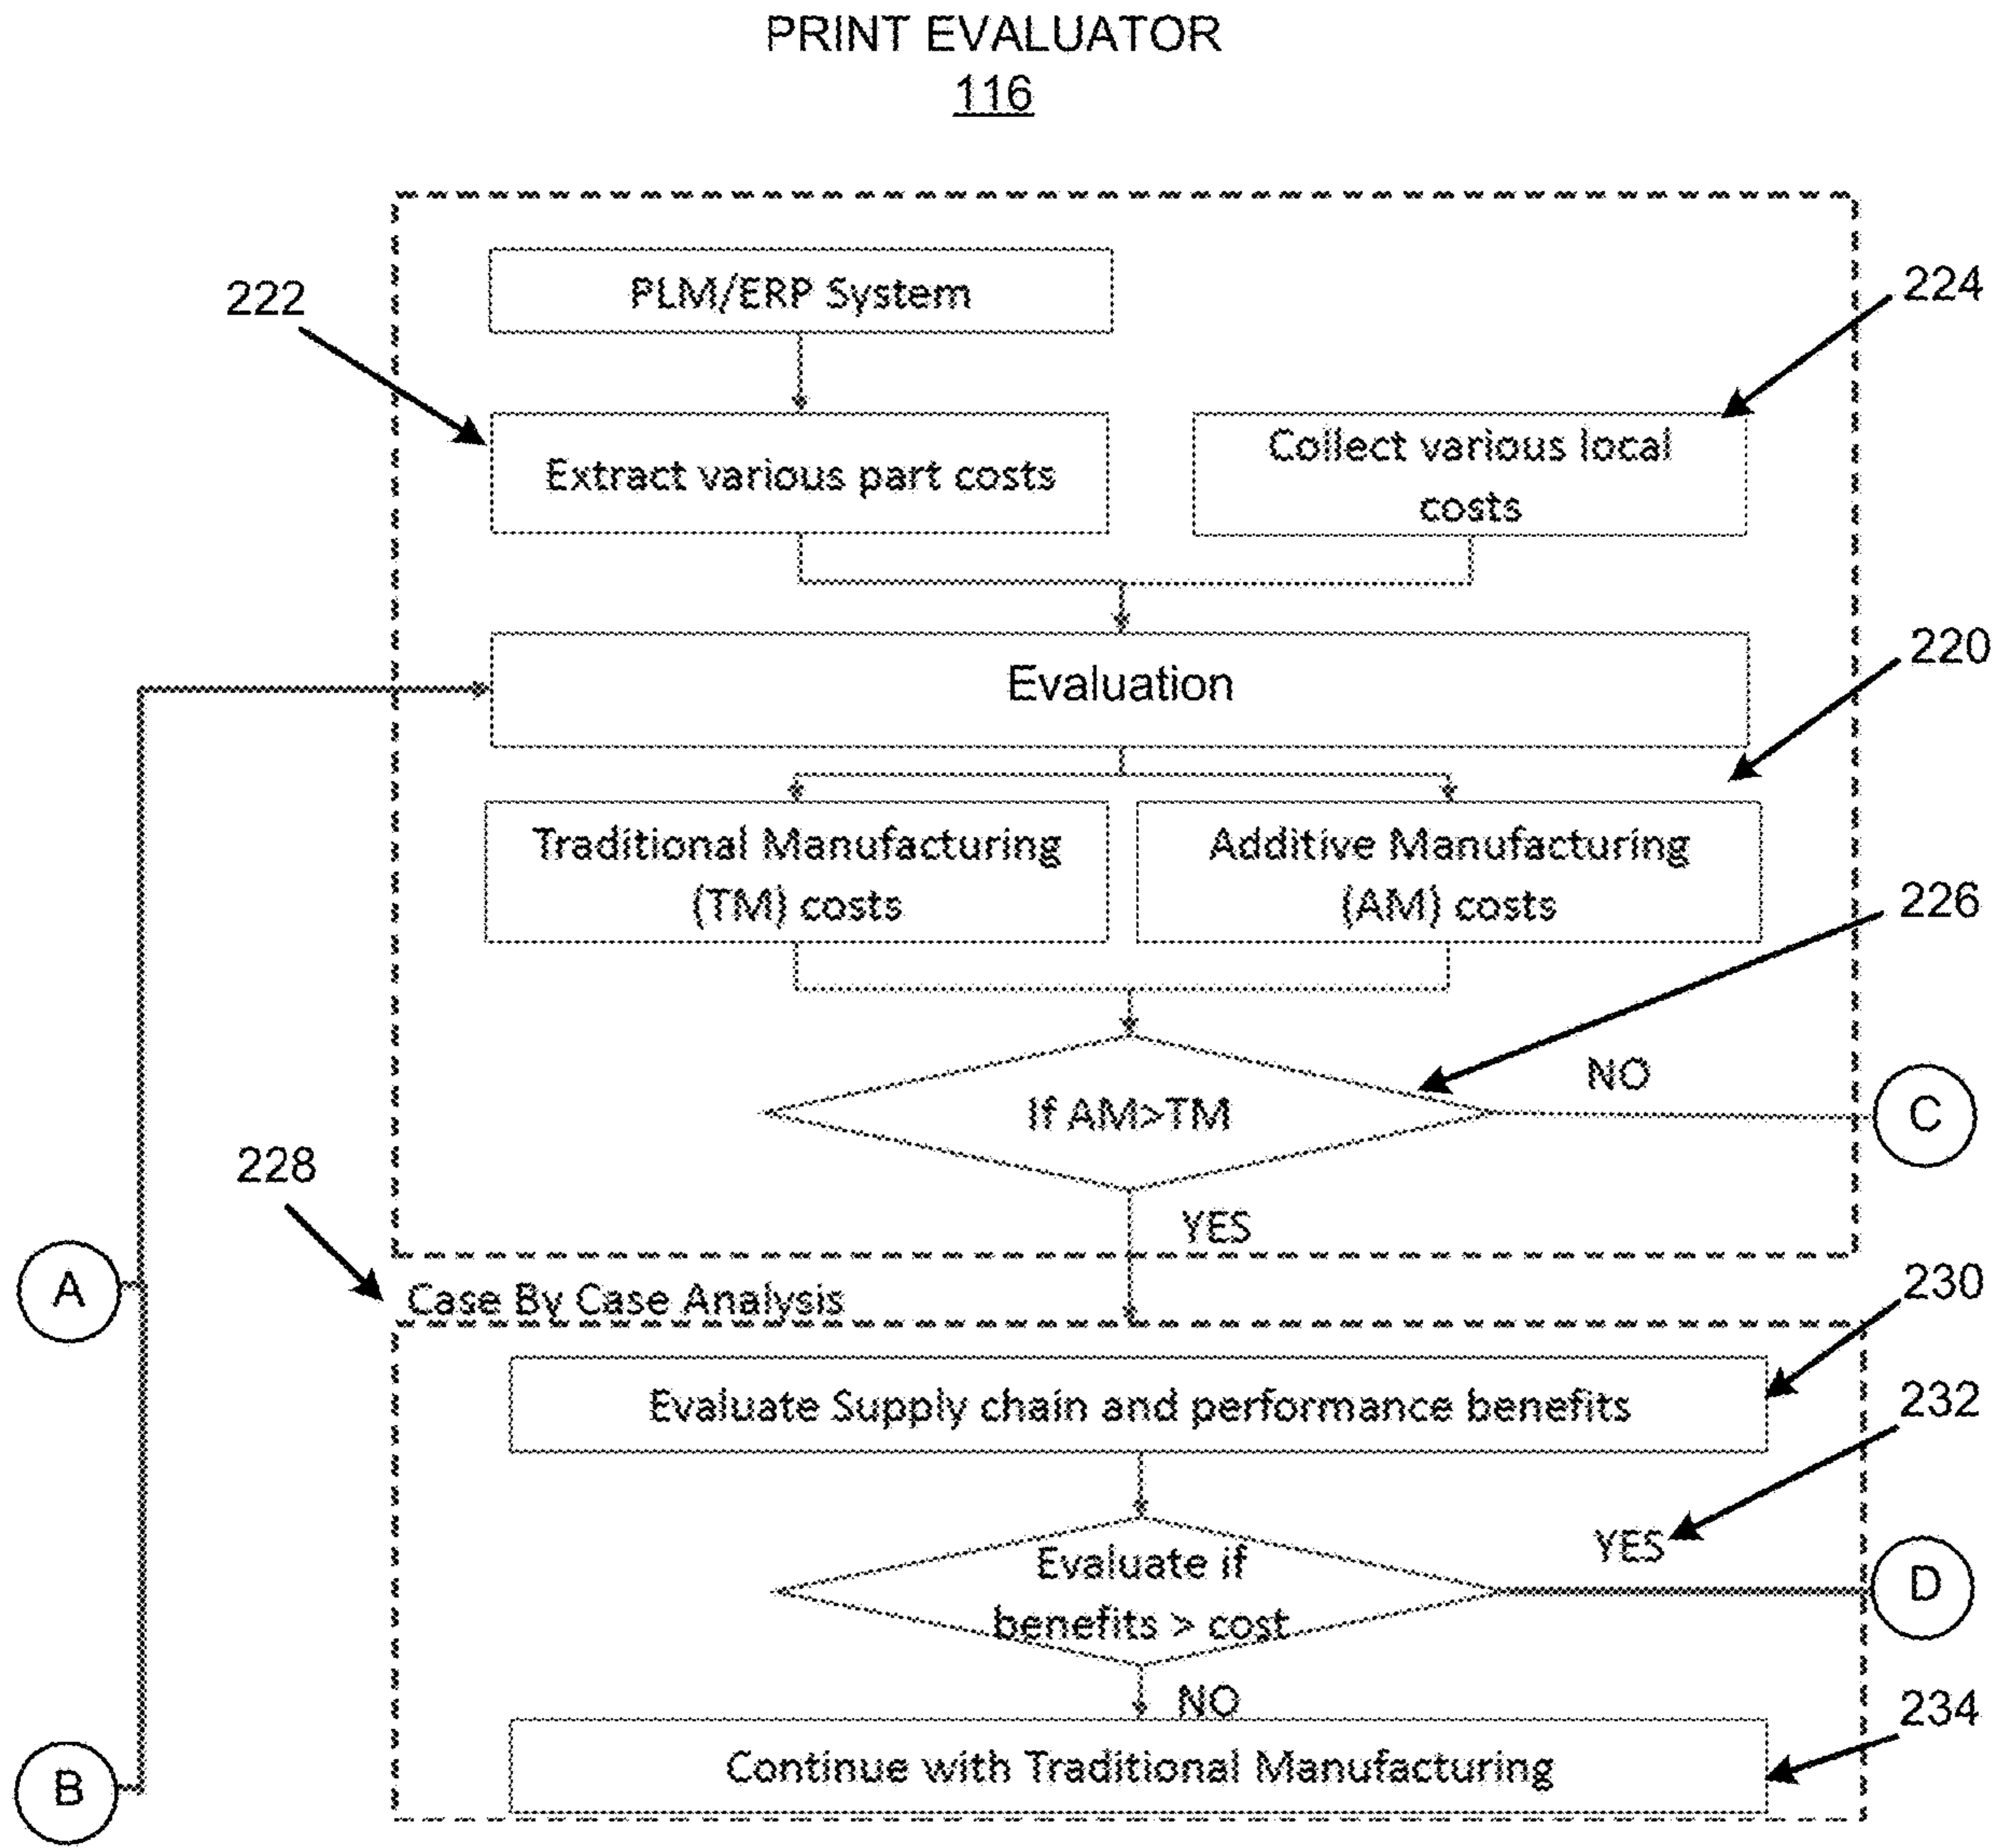 PRINT EVALUATOR
116
PLM/ERP System
222
224
Extract various part costs
Collect various local
costs
220
Evaluation
Traditional Manufacturing
(TM) costs
Additive Manufacturing
(AM) costs
226
If AM>TM
NO
C
228
YES
A
Case By Case Analysis
230
Evaluate Supply chain and performance benefits
232
YES
Evaluate if
benefits > cost
D
NO
234
Continue with Traditional Manufacturing
B